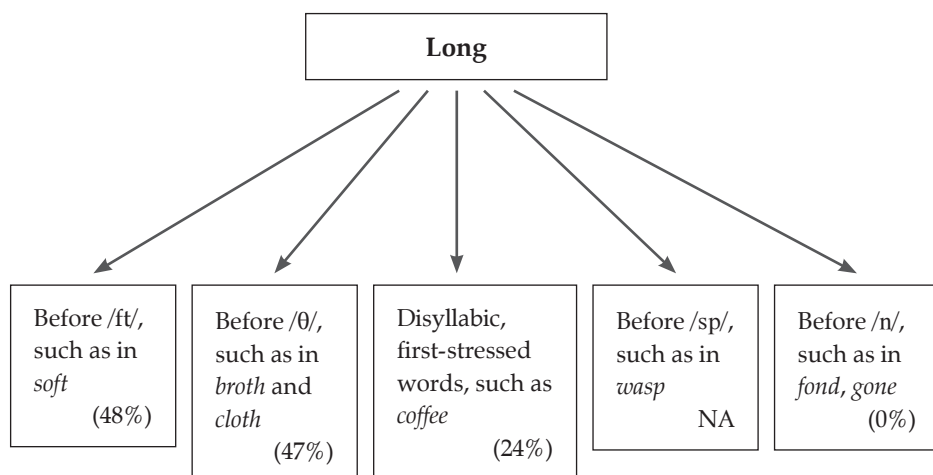 Long
Before /ft/,
such as in
soft
(48%)
Before /θ/,
such as in
broth and
cloth
(47%)
Disyllabic,
first-stressed
words, such as
coffee
(24%)
Before /sp/,
such as in
wasp
NA
Before /n/,
such as in
fond, gone
(0%)